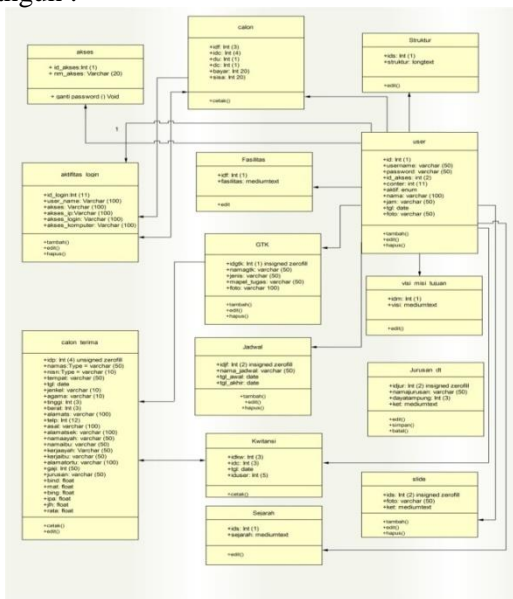 calon
+idf: Int (3)
+idc: Int (4)
+du: Int (1)
+dc: Int (1)
+bayar: Int 20)
+sisa: Int 20)
+cetak()
akses
+ id_akses:Int (1)
+ nm_akses: Varchar (20)
+ ganti password () Void
Struktur
+ids: Int (1)
+struktur: longtext
+edit()
1
aktifitas login
+id_login:Int (11)
+user_name: Varchar (100)
+akses: Varchar (100)
+akses_ip:Varchar (100)
+akses_login: Varchar (100)
+akses_komputer: Varchar (100)
+tambah()
+edit()
+hapus()
Fasilitas
+idf: Int (1)
+fasilitas: mediumtext
+edit
user
+id: Int (1)
+username: varchar (50)
+password: varchar (50)
+id_akses: int (2)
+conter: int (11)
+aktif: enum
+nama: varchar (100)
+jam: varchar (50)
+tgl: date
+foto: varchar (50)
+tambah()
+edit()
+hapus()
GTK
+idgtk: Int (1) insigned zerofill
+namagtk: varchar (50)
+jenis: varchar (50)
+mapel_tugas: varchar (50)
+foto: varchar 100)
+tambah()
+edit()
+hapus()
visi misi tujuan
+idm: Int (1)
+visi: mediumtext
+edit()
calon terima
+idp: Int (4) unsigned zerofill
+namas:Type = varchar (50)
+nisn:Type = varchar (10)
+tempat: varchar (50)
+tgl: date
+jenkel: varchar (10)
+agama: varchar (10)
+tinggi: Int (3)
+berat: Int (3)
+alamats: varchar (100)
+telp: Int (12)
+asal: varchar (100)
+alamatsek: varchar (100)
+namaayah: varchar (50)
+namaibu: varchar (50)
+kerjaayah: Varchar (50)
+kerjaibu: varchar (50)
+alamatortu: varchar (100)
+gaji: Int (50)
+jurusan: varchar (50)
+bind: float
+mat: float
+bing: float
+ipa: float
+jlh: float
+rata: float
+cetak()
+edit()
Jadwal
+idjf: Int (2) insigned zerofill
+nama_jadwal: varchar (50)
+tgl_awal: date
+tgl_akhir: date
+tambah()
+edit()
+hapus()
Jurusan dt
+idjur: Int (2) insigned zerofill
+namajurusan: varchar (50)
+dayatampung: Int (3)
+ket: mediumtext
+edit()
+simpan()
+batal()
Kwitansi
+idkw: Int (3)
+idc: Int (3)
+tgl: date
+iduser: Int (5)
+cetak()
slide
+ide: Int (2) insigned zerofill
+foto: varchar (50)
+ket: mediumtext
+tambah()
+edit()
+hapus()
Sejarah
+ids: Int (1)
+sejarah: mediumtext
+edit()